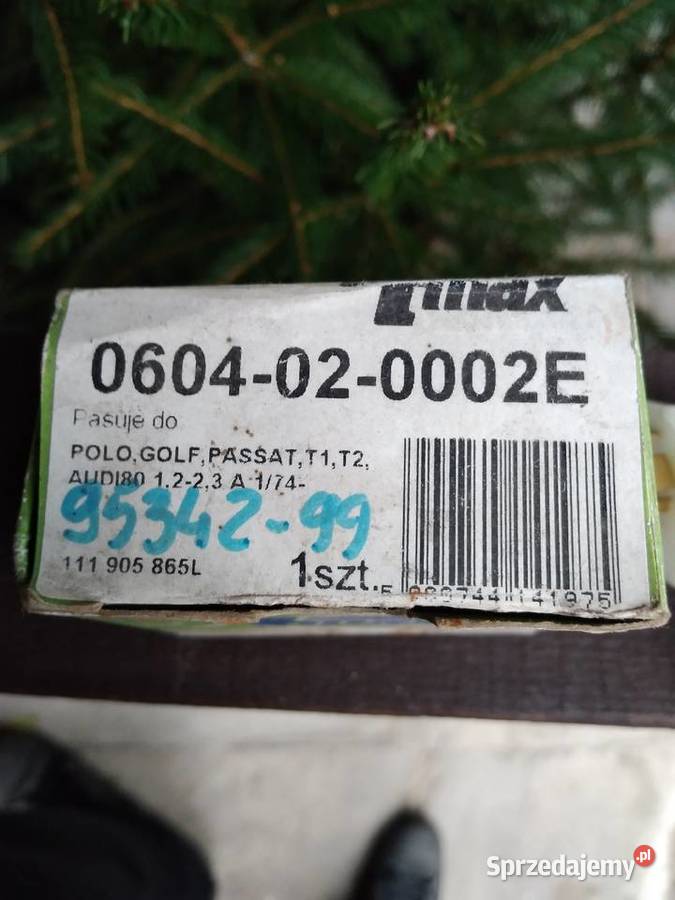 max
0604-02-0002E
Pasuje do
POLO,GOLF,PASSAT,T1,T2,
AUDI80 1,2-2,3 A 1/74-
95342-99
111 905 865L
1szt.
Sprzedajemy.pl